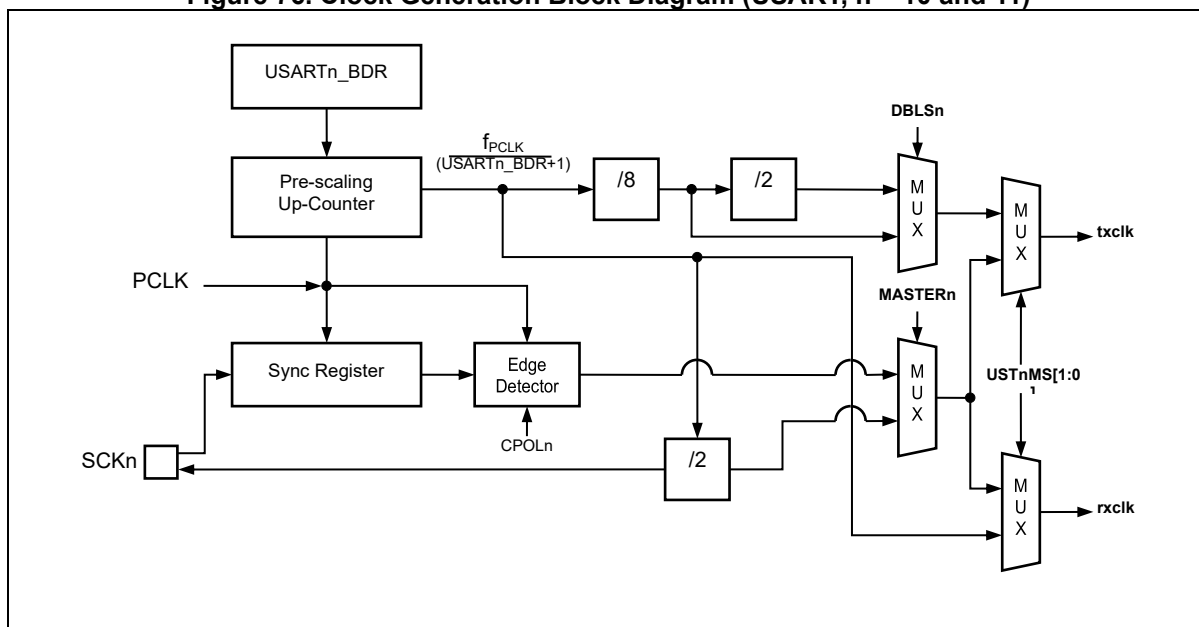 USARTn_BDR
DBLSn
fPCLK
(USARTn_BDR+1)
Pre-scaling
Up-Counter
/8
/2
M
U
X
M
U
X
txclk
PCLK
MASTERn
Sync Register
Edge
Detector
M
U
X
USTnMS[1:0
CPOLn
SCKn
/2
M
U
X
rxclk